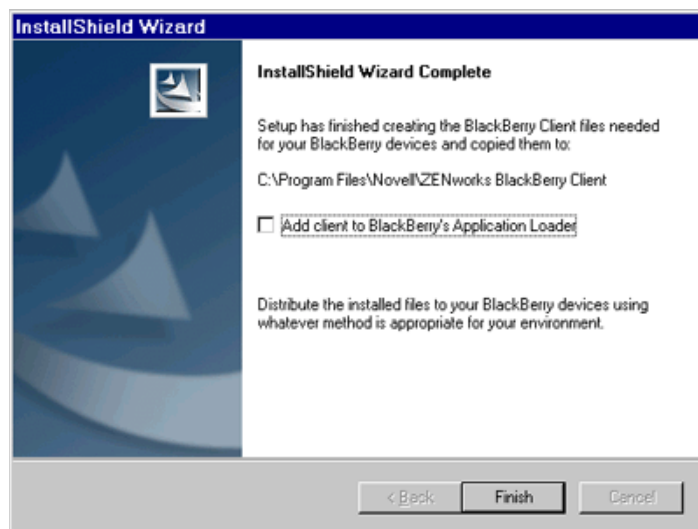 InstallShield Wizard
InstallShield Wizard Complete
Setup has finished creating the BlackBerry Client files needed
for your BlackBerry devices and copied them to:
C:\Program Files\Novell\ZENworks BlackBerry Client
Add client to BlackBerry's Application Loader
Distribute the installed files to your BlackBerry devices using
whatever method is appropriate for your environment.
< Back
Finish
Cancel